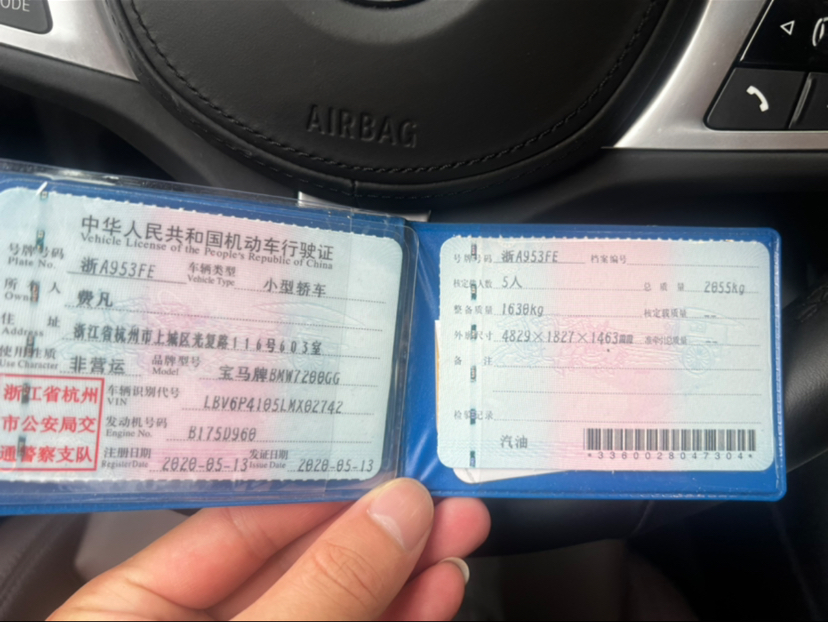 ODE
AIRBAG
中华人民共和国机动车行驶证
Vehicle License of the People's Republic of China
号牌号码 浙A953FE 车辆类型 小型轿车
Plate No. Vehicle Type
所有人 费凡
Owner
住址 浙江省杭州市上城区光复路116号603室
Address
使用性质 非营运 品牌型号 宝马牌BMW7200GG
Use Character Model
浙江省杭州
市公安局交
通警察支队
车辆识别代号 LBV6P4105LMX02742
VIN
发动机号码 B175D960
Engine No.
注册日期 2020-05-13 发证日期 2020-05-13
Register Date Issue Date
号牌号码 浙A953FE 档案编号
核定载人数 5人 总质量 2055kg
整备质量 1630kg 核定载质量 --
外廓尺寸 4829×1827×1463 准牵引总质量 --
备注
检验记录
汽油
*3360028047304*